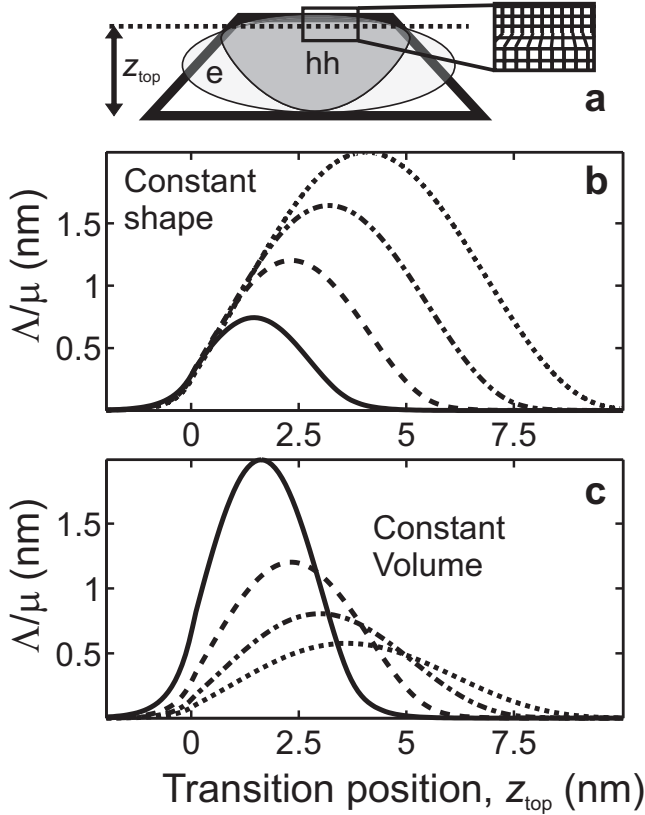 z_top
e
hh
a
b
Constant
shape
Λ/μ (nm)
1.5
1
0.5
0 2.5 5 7.5
c
Constant
Volume
Λ/μ (nm)
1.5
1
0.5
0 2.5 5 7.5
Transition position, z_top (nm)